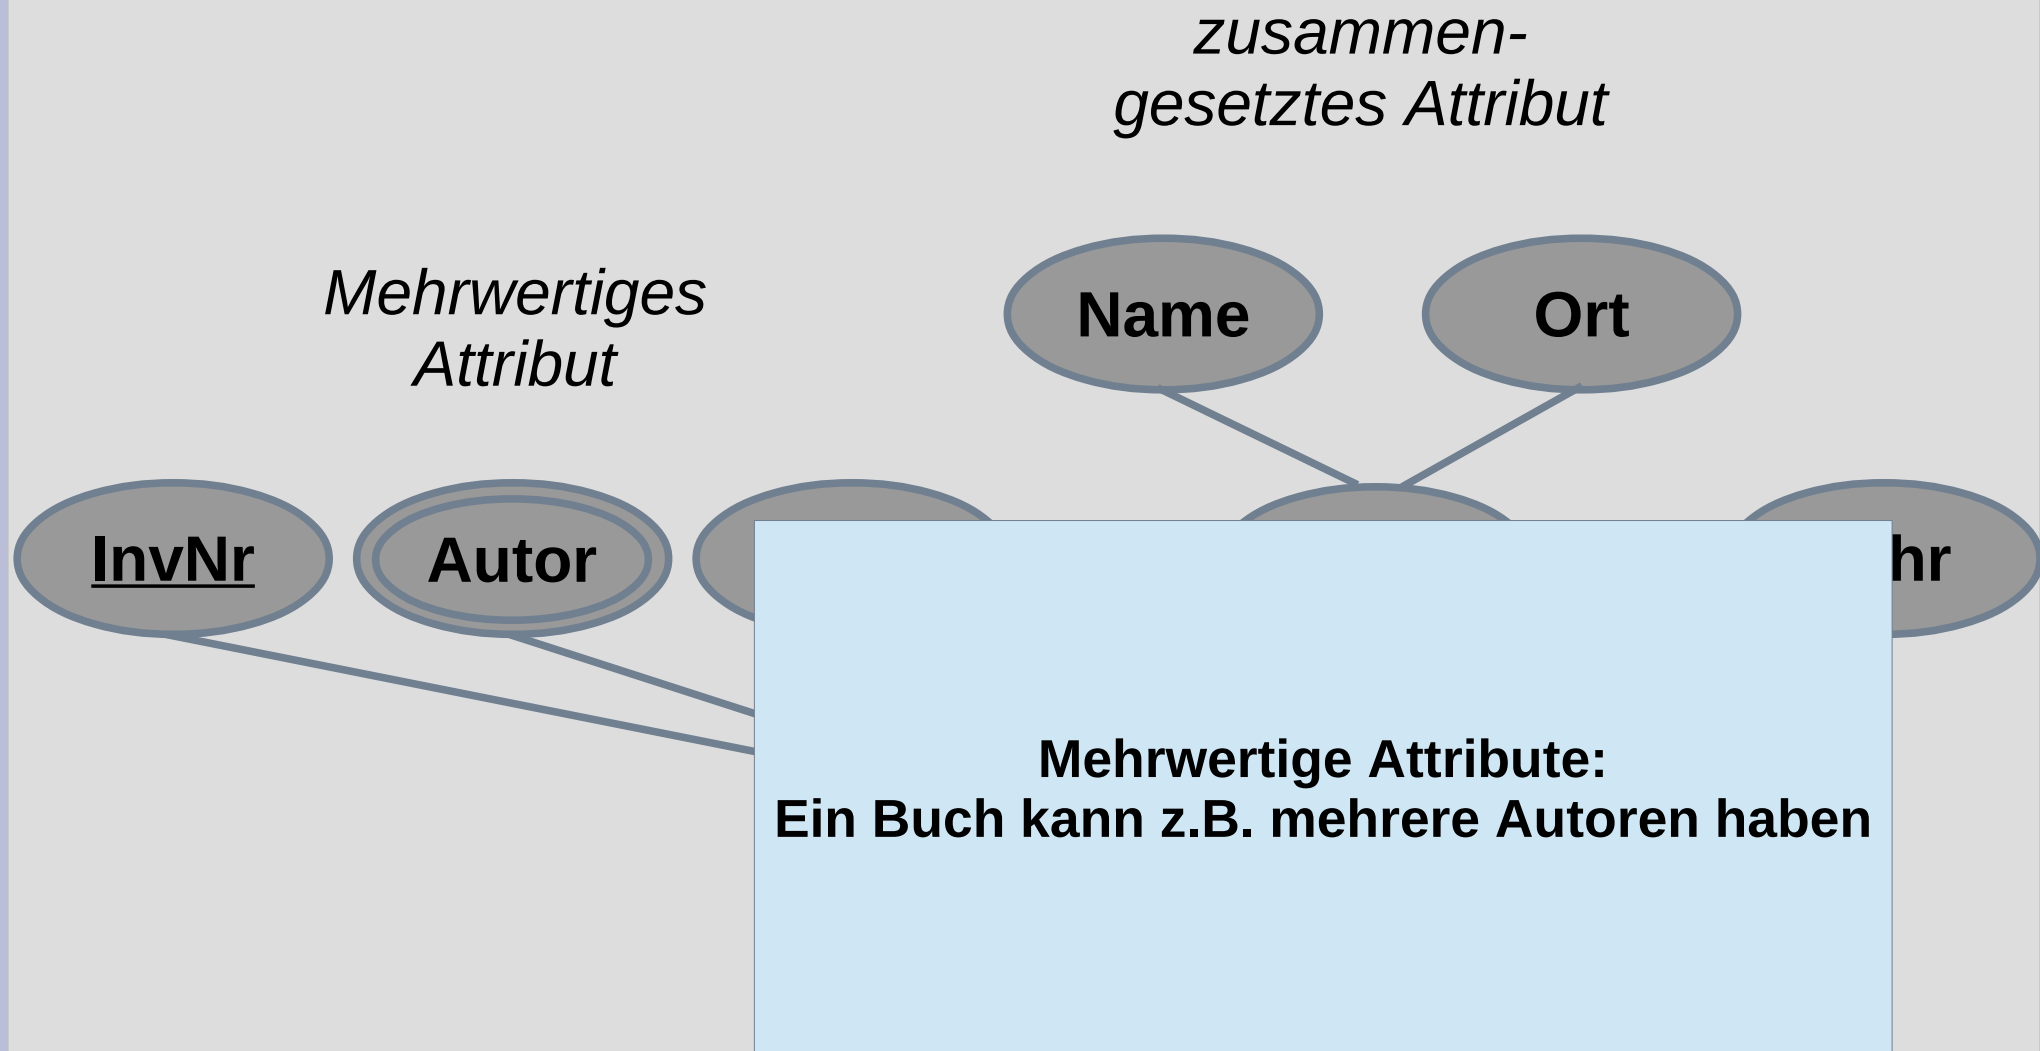 zusammen-
gesetztes Attribut
Mehrwertiges
Attribut
Name
Ort
InvNr
Autor
hr
Mehrwertige Attribute:
Ein Buch kann z.B. mehrere Autoren haben